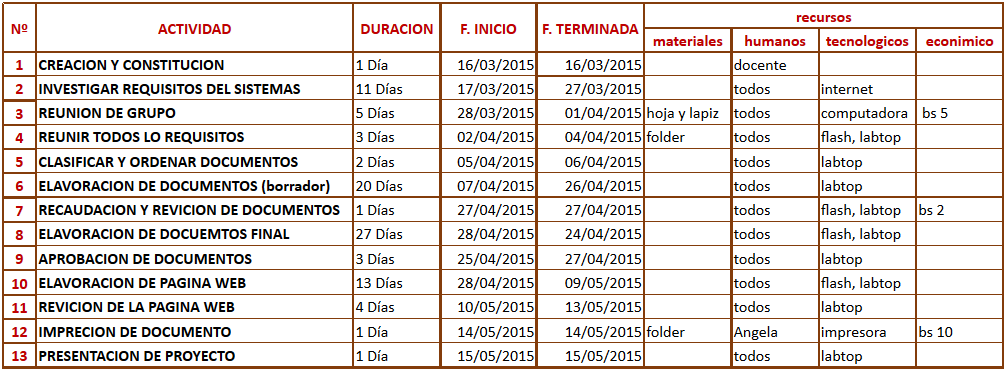 Nº ACTIVIDAD DURACION F. INICIO F. TERMINADA recursos
materiales humanos tecnologicos econimico
1 CREACION Y CONSTITUCION 1 Día 16/03/2015 16/03/2015 docente
2 INVESTIGAR REQUISITOS DEL SISTEMAS 11 Días 17/03/2015 27/03/2015 todos internet
3 REUNION DE GRUPO 5 Días 28/03/2015 01/04/2015 hoja y lapiz todos computadora bs 5
4 REUNIR TODOS LO REQUISITOS 3 Días 02/04/2015 04/04/2015 folder todos flash, labtop
5 CLASIFICAR Y ORDENAR DOCUMENTOS 2 Días 05/04/2015 06/04/2015 todos labtop
6 ELAVORACION DE DOCUMENTOS (borrador) 20 Días 07/04/2015 26/04/2015 todos labtop
7 RECAUDACION Y REVICION DE DOCUMENTOS 1 Días 27/04/2015 27/04/2015 todos flash, labtop bs 2
8 ELAVORACION DE DOCUEMTOS FINAL 27 Días 28/04/2015 24/04/2015 todos flash, labtop
9 APROBACION DE DOCUMENTOS 3 Días 25/04/2015 27/04/2015 todos labtop
10 ELAVORACION DE PAGINA WEB 13 Días 28/04/2015 09/05/2015 todos flash, labtop
11 REVICION DE LA PAGINA WEB 4 Días 10/05/2015 13/05/2015 todos labtop
12 IMPRECION DE DOCUMENTO 1 Día 14/05/2015 14/05/2015 folder Angela impresora bs 10
13 PRESENTACION DE PROYECTO 1 Día 15/05/2015 15/05/2015 todos labtop